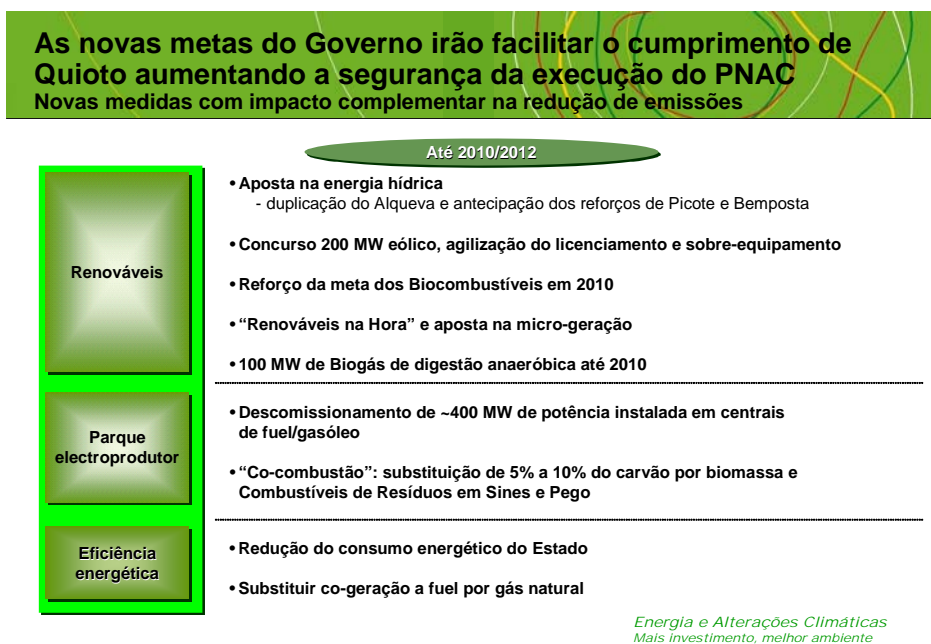 As novas metas do Governo irão facilitar o cumprimento de
Quioto aumentando a segurança da execução do PNAC
Novas medidas com impacto complementar na redução de emissões
Até 2010/2012
Renováveis
• Aposta na energia hídrica
- duplicação do Alqueva e antecipação dos reforços de Picote e Bemposta
• Concurso 200 MW eólico, agilização do licenciamento e sobre-equipamento
• Reforço da meta dos Biocombustíveis em 2010
• “Renováveis na Hora” e aposta na micro-geração
• 100 MW de Biogás de digestão anaeróbica até 2010
Parque
electroprodutor
• Descomissionamento de ~400 MW de potência instalada em centrais
de fuel/gasóleo
• “Co-combustão”: substituição de 5% a 10% do carvão por biomassa e
Combustíveis de Resíduos em Sines e Pego
Eficiência
energética
• Redução do consumo energético do Estado
• Substituir co-geração a fuel por gás natural
Energia e Alterações Climáticas
Mais investimento, melhor ambiente